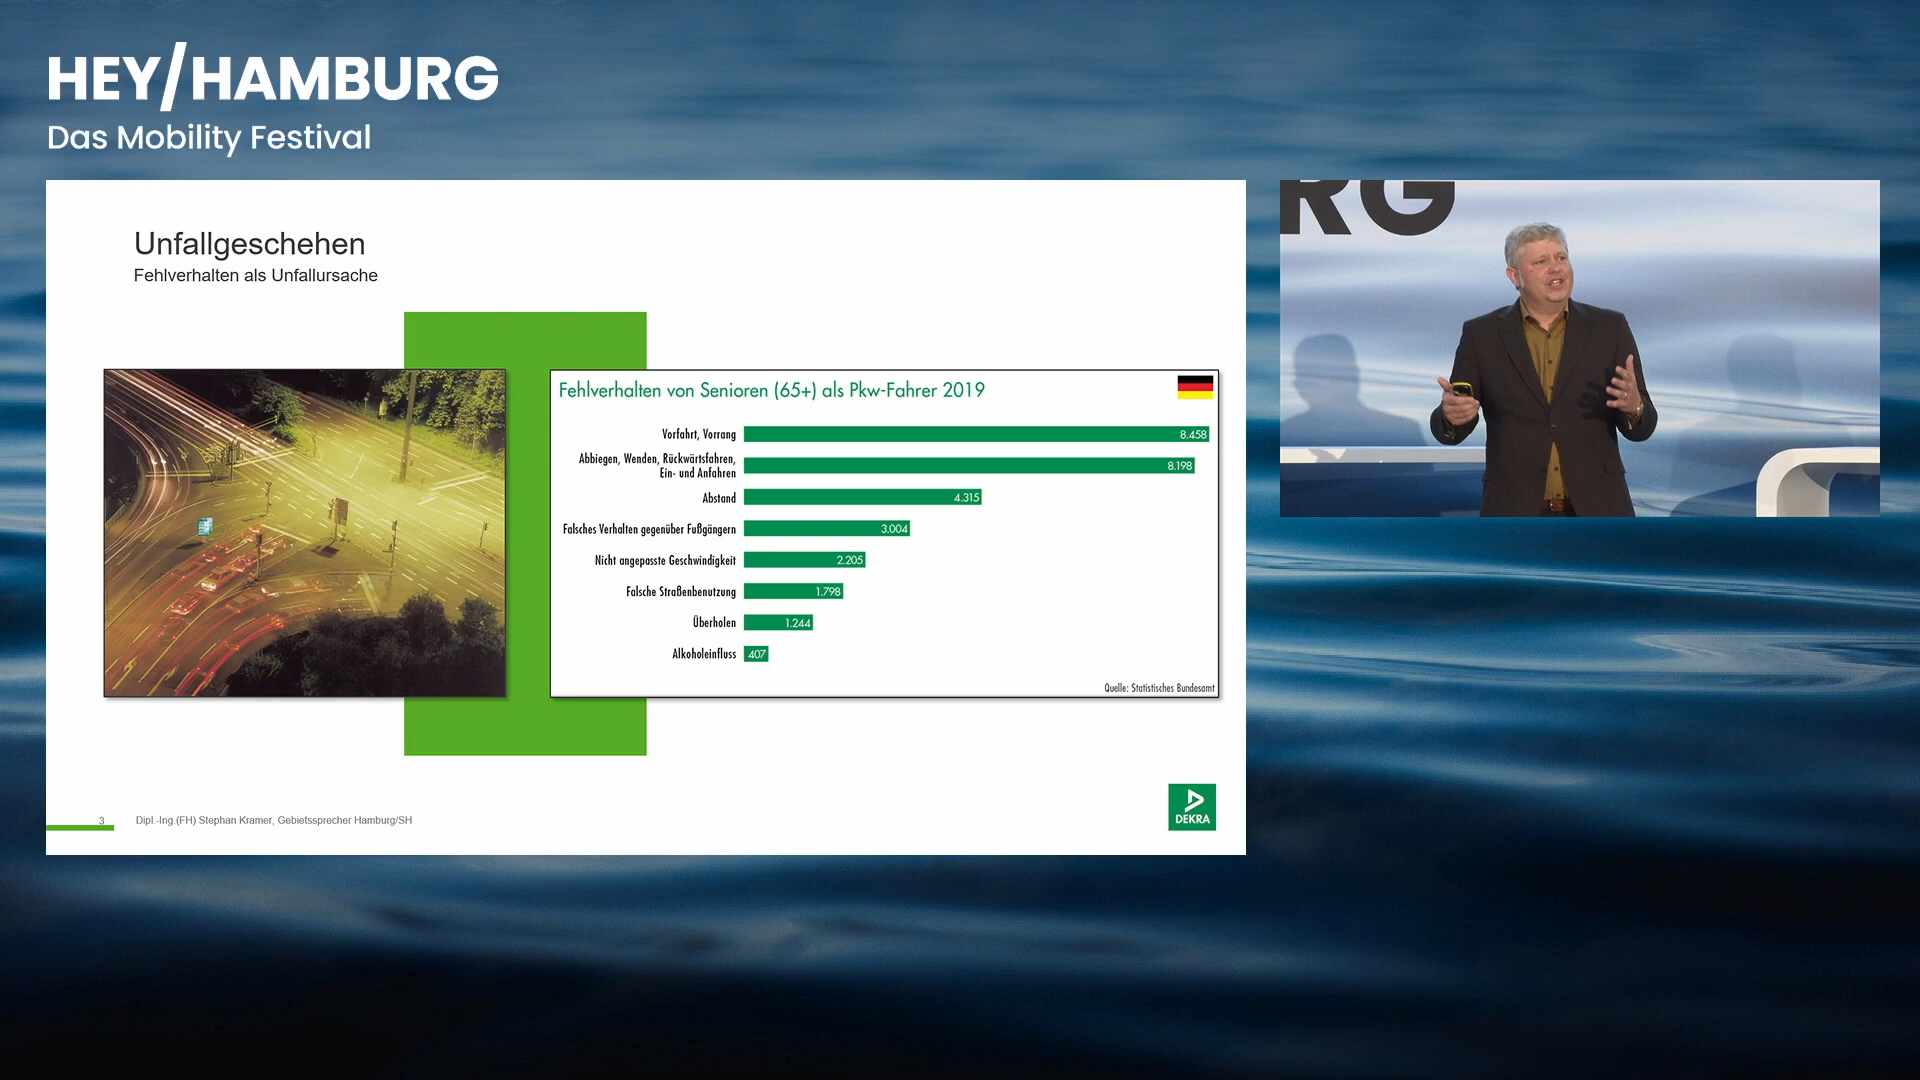 HEY/HAMBURG
Das Mobility Festival
RG
Unfallgeschehen
Fehlverhalten als Unfallursache
Fehlverhalten von Senioren (65+) als Pkw-Fahrer 2019
Vorfahrt, Vorrang 8.458
Abbiegen, Wenden, Rückwärtsfahren,
Ein- und Anfahren 8.198
Abstand 4.315
Falsches Verhalten gegenüber Fußgängern 3.004
Nicht angepasste Geschwindigkeit 2.205
Falsche Straßenbenutzung 1.798
Überholen 1.244
Alkoholeinfluss 407
Quelle: Statistisches Bundesamt
3 Dipl.-Ing.(FH) Stephan Kramer, Gebietssprecher Hamburg/SH
DEKRA